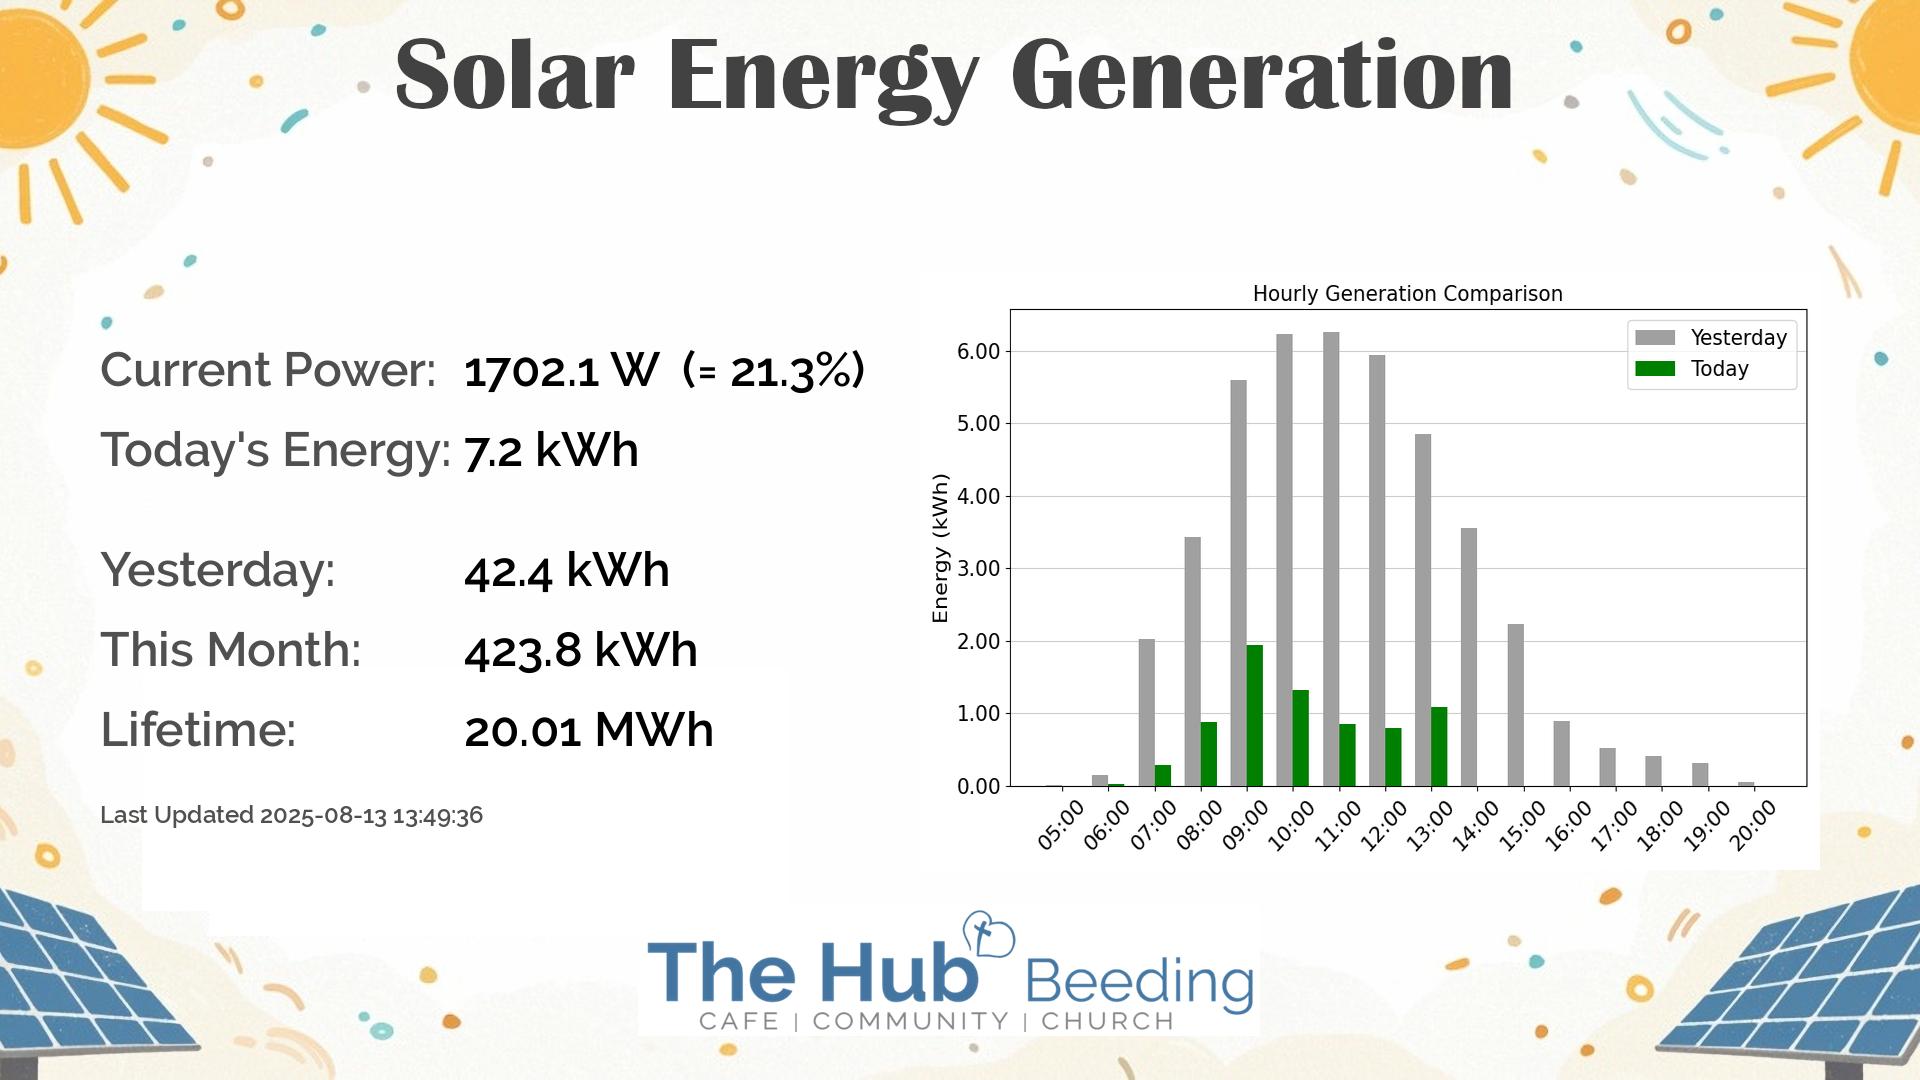 Solar Energy Generation
Current Power: 1702.1 W (= 21.3%)
Today's Energy: 7.2 kWh
Yesterday: 42.4 kWh
This Month: 423.8 kWh
Lifetime: 20.01 MWh
Last Updated 2025-08-13 13:49:36
Hourly Generation Comparison
Yesterday
Today
Energy (kWh)
6.00
5.00
4.00
3.00
2.00
1.00
0.00
05:00 06:00 07:00 08:00 09:00 10:00 11:00 12:00 13:00 14:00 15:00 16:00 17:00 18:00 19:00 20:00
The Hub Beeding
CAFE | COMMUNITY | CHURCH